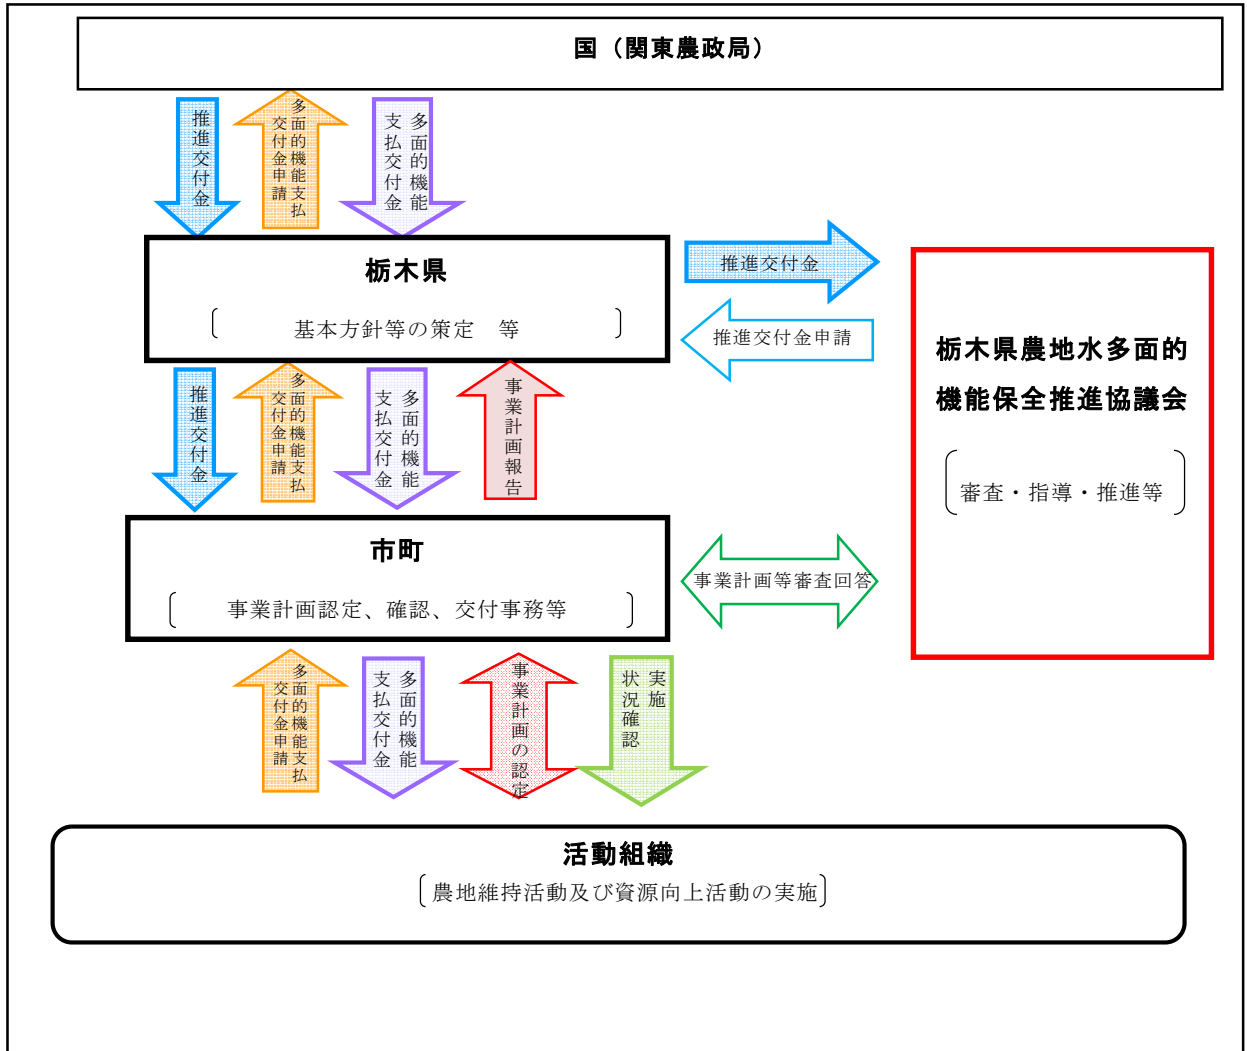 国（関東農政局）
推進交付金
多面的機能支払
交付金申請
多面的機能
支払交付金
栃木県
基本方針等の策定　等
推進交付金
推進交付金申請
栃木県農地水多面的
機能保全推進協議会
審査・指導・推進等
推進交付金
多面的機能支払
交付金申請
多面的機能
支払交付金
事業計画報告
市町
事業計画認定、確認、交付事務等
事業計画等審査回答
多面的機能支払
交付金申請
多面的機能
支払交付金
事業計画の認定
実施
状況確認
活動組織
農地維持活動及び資源向上活動の実施